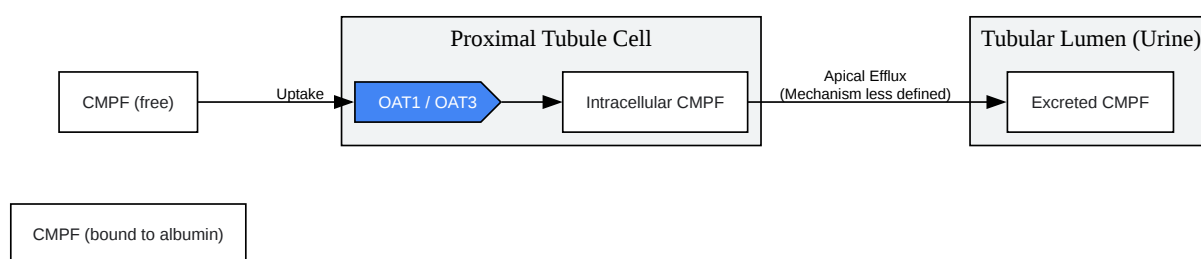 Proximal Tubule Cell
Tubular Lumen (Urine)
CMPF (free)
Uptake
OAT1 / OAT3
Intracellular CMPF
Apical Efflux
(Mechanism less defined)
Excreted CMPF
CMPF (bound to albumin)